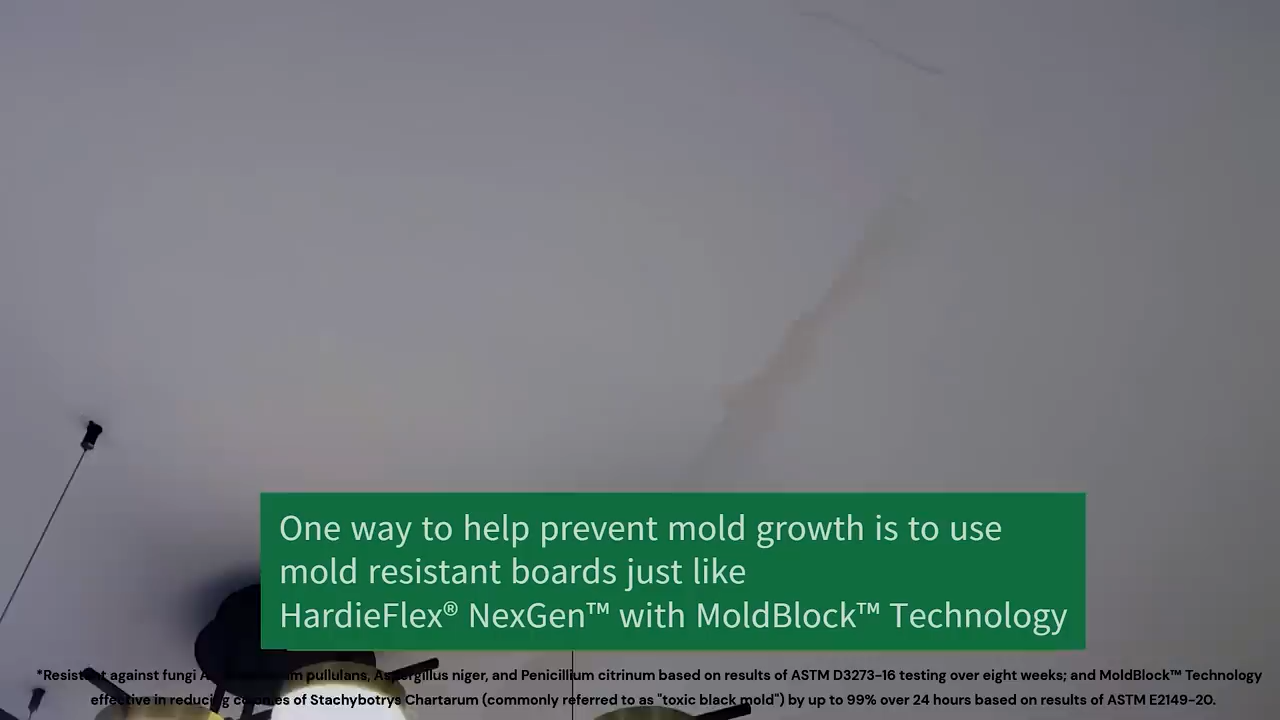 One way to help prevent mold growth is to use
mold resistant boards just like
HardieFlex® NexGen™ with MoldBlock™ Technology
*Resistant against fungi pullulans, Aspergillus niger, and Penicillium citrinum based on results of ASTM D3273-16 testing over eight weeks; and MoldBlock™ Technology
effective in reducing colonies of Stachybotrys Chartarum (commonly referred to as "toxic black mold") by up to 99% over 24 hours based on results of ASTM E2149-20.